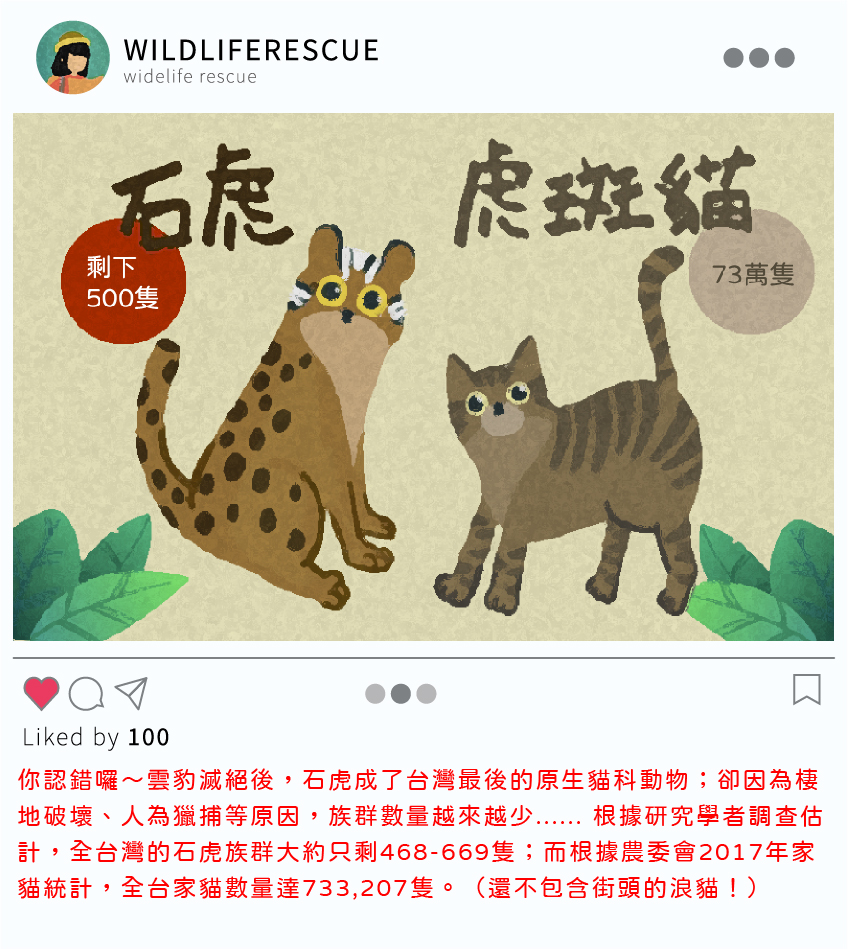 WILDLIFERESCUE
widelife rescue
石虎
虎斑貓
剩下
500隻
73萬隻
Liked by 100
你認錯囉～雲豹滅絕後，石虎成了台灣最後的原生貓科動物；卻因為棲
地破壞、人為獵捕等原因，族群數量越來越少...... 根據研究學者調查估
計，全台灣的石虎族群大約只剩468-669隻；而根據農委會2017年家
貓統計，全台家貓數量達733,207隻。（還不包含街頭的浪貓！）